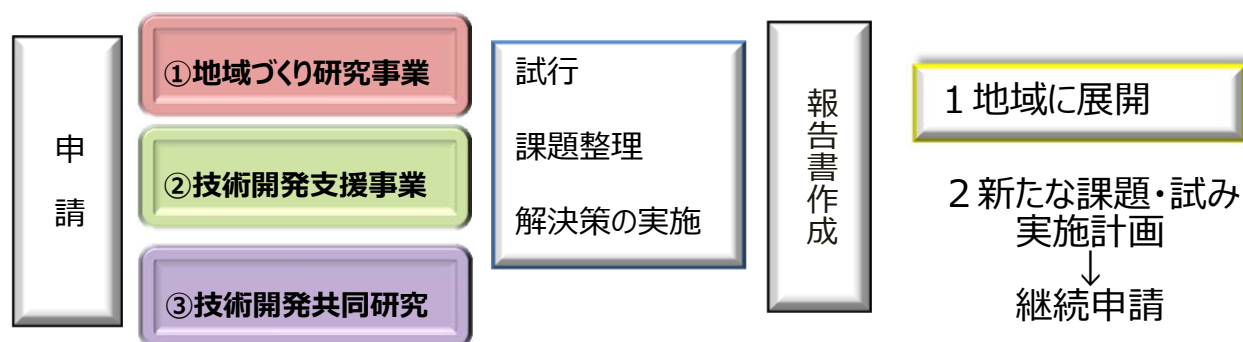 申請
①地域づくり研究事業
②技術開発支援事業
③技術開発共同研究
試行
課題整理
解決策の実施
報告書作成
1地域に展開
2新たな課題・試み
実施計画
↓
継続申請